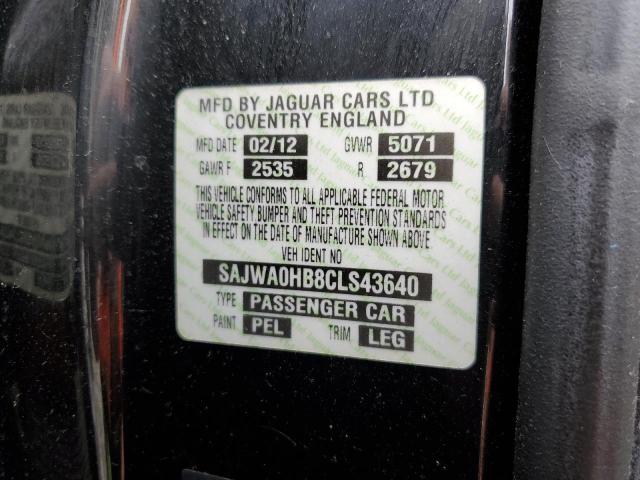 MFD BY JAGUAR CARS LTD
COVENTRY ENGLAND
MFD DATE 02/12 GVWR 5071
GAWR F 2535 R 2679
THIS VEHICLE CONFORMS TO ALL APPLICABLE FEDERAL MOTOR
VEHICLE SAFETY BUMPER AND THEFT PREVENTION STANDARDS
IN EFFECT ON THE DATE OF MANUFACTURE SHOWN ABOVE
VEH IDENT NO
SAJWA0HB8CLS43640
TYPE PASSENGER CAR
PAINT PEL TRIM LEG